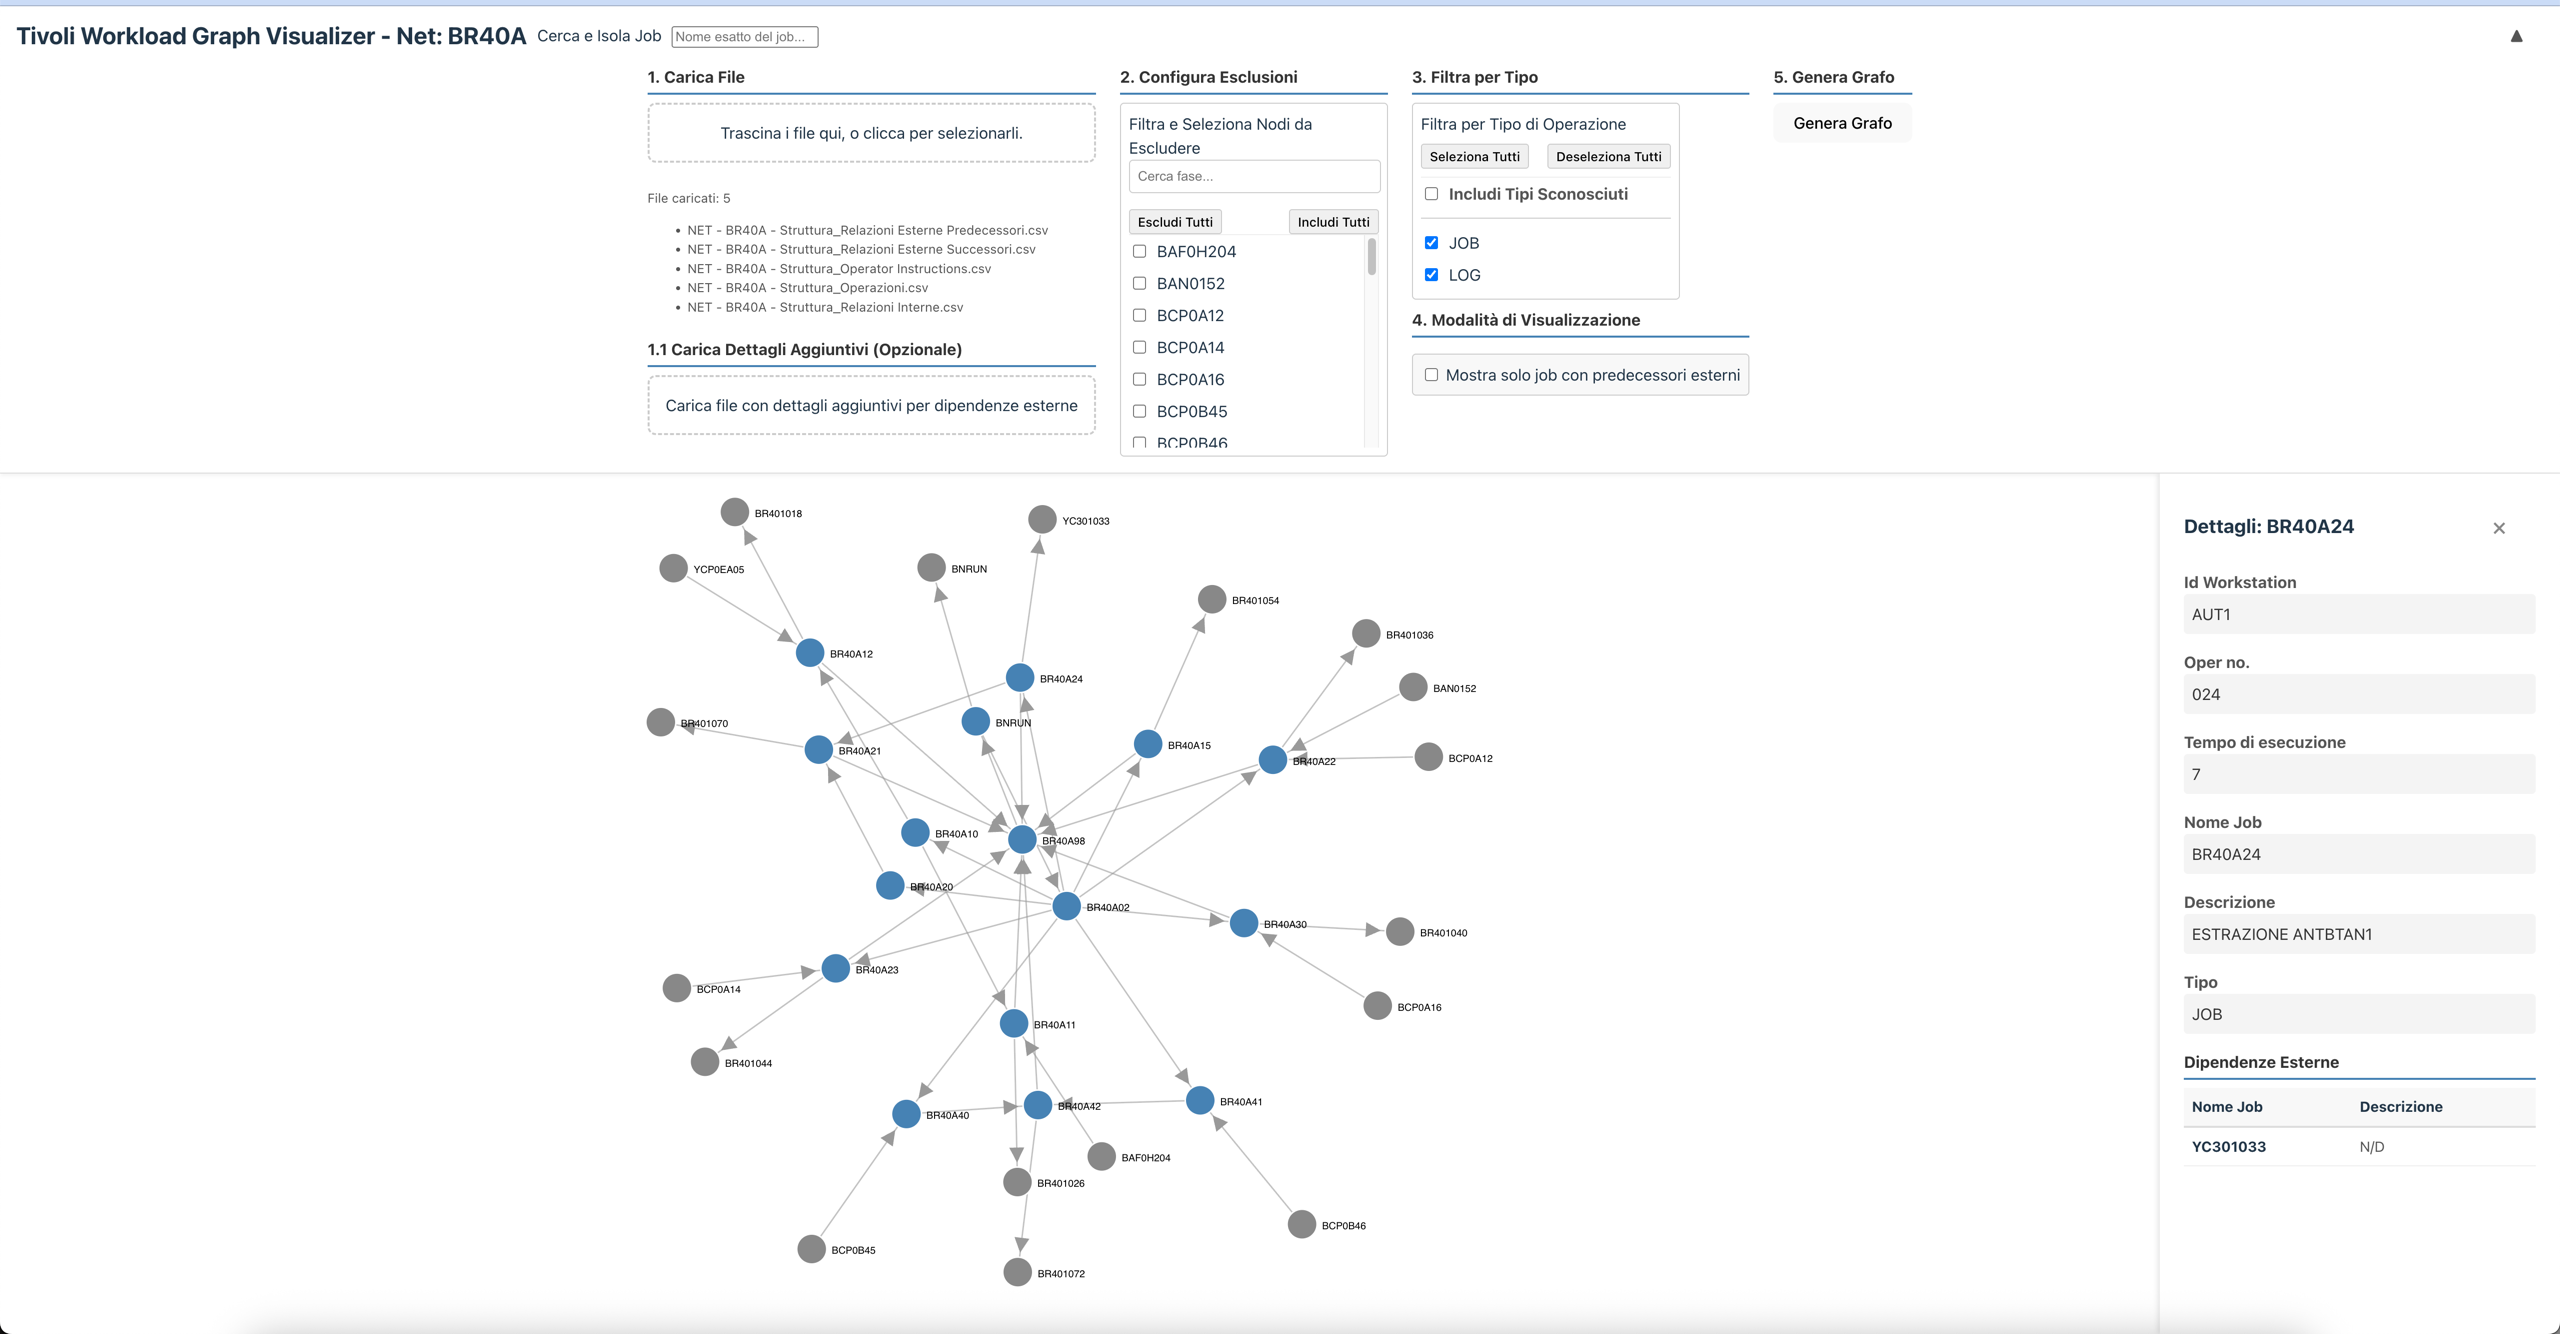 Tivoli Workload Graph Visualizer - Net: BR40A
Cerca e Isola Job
Nome esatto del job...
▲
1. Carica File
Trascina i file qui, o clicca per selezionarli.
File caricati: 5
• NET - BR40A - Struttura_Relazioni Esterne Predecessori.csv
• NET - BR40A - Struttura_Relazioni Esterne Successori.csv
• NET - BR40A - Struttura_Operator Instructions.csv
• NET - BR40A - Struttura_Operazioni.csv
• NET - BR40A - Struttura_Relazioni Interne.csv
1.1 Carica Dettagli Aggiuntivi (Opzionale)
Carica file con dettagli aggiuntivi per dipendenze esterne
2. Configura Esclusioni
Filtra e Seleziona Nodi da
Escludere
Cerca fase...
Escludi Tutti
Includi Tutti
BAF0H204
BAN0152
BCP0A12
BCP0A14
BCP0A16
BCP0B45
BCP0B46
3. Filtra per Tipo
Filtra per Tipo di Operazione
Seleziona Tutti
Deseleziona Tutti
Includi Tipi Sconosciuti
JOB
LOG
4. Modalità di Visualizzazione
Mostra solo job con predecessori esterni
5. Genera Grafo
Genera Grafo
BR401018
YC301033
YCP0EA05
BNRUN
BR401054
BR401036
BR40A12
BR40A24
BAN0152
BR401070
BNRUN
BR40A21
BR40A15
BR40A22
BCP0A12
BR40A10
BR40A98
BR40A20
BR40A02
BR40A30
BR401040
BR40A23
BCP0A14
BCP0A16
BR40A11
BR401044
BR40A40
BR40A42
BR40A41
BAF0H204
BR401026
BCP0B46
BCP0B45
BR401072
Dettagli: BR40A24
×
Id Workstation
AUT1
Oper no.
024
Tempo di esecuzione
7
Nome Job
BR40A24
Descrizione
ESTRAZIONE ANTBTAN1
Tipo
JOB
Dipendenze Esterne
Nome Job Descrizione
YC301033 N/D